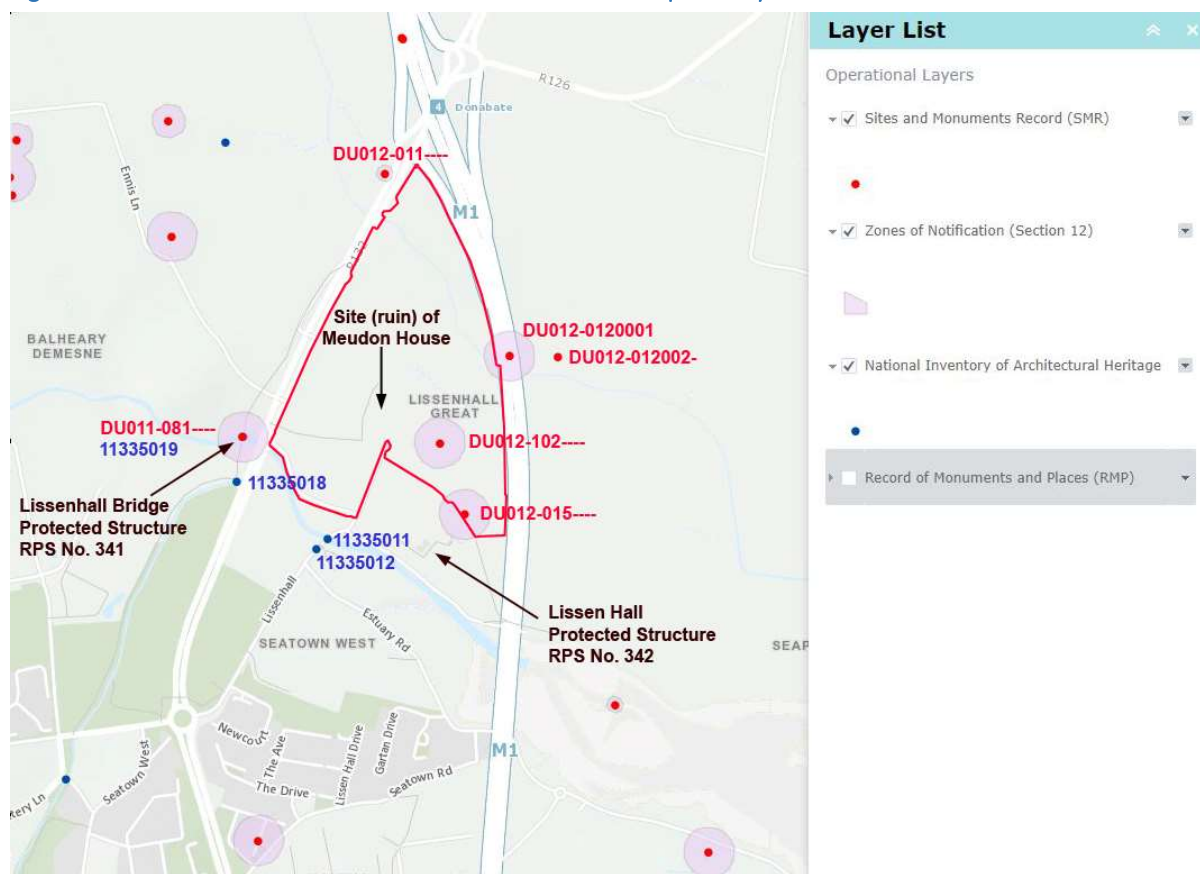 Layer List
Operational Layers
Sites and Monuments Record (SMR)
Zones of Notification (Section 12)
National Inventory of Architectural Heritage
Record of Monuments and Places (RMP)
R126
4 Donabate
DU012-011----
Ennis Ln
M1
R132
Site (ruin) of
Meudon House
BALHEARY
DEMESNE
DU012-0120001
DU012-012002-
LISSENHALL
GREAT
DU011-081----
11335019
DU012-102----
11335018
Lissenhall Bridge
Protected Structure
RPS No. 341
DU012-015----
11335011
11335012
Lissenhall
Estuary Rd
Lissen Hall
Protected Structure
RPS No. 342
SEATOWN WEST
SEAP
Newcourt
The Ave
Lissen Hall Drive
Gartan Drive
M1
Seatown West
The Drive
Seatown Rd
tery Ln